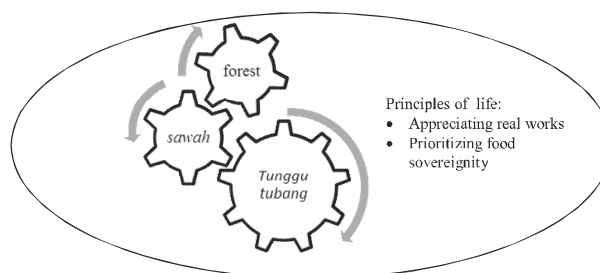 forest
sawah
Tunggu
tubang
Principles of life:
• Appreciating real works
• Prioritizing food
sovereignty